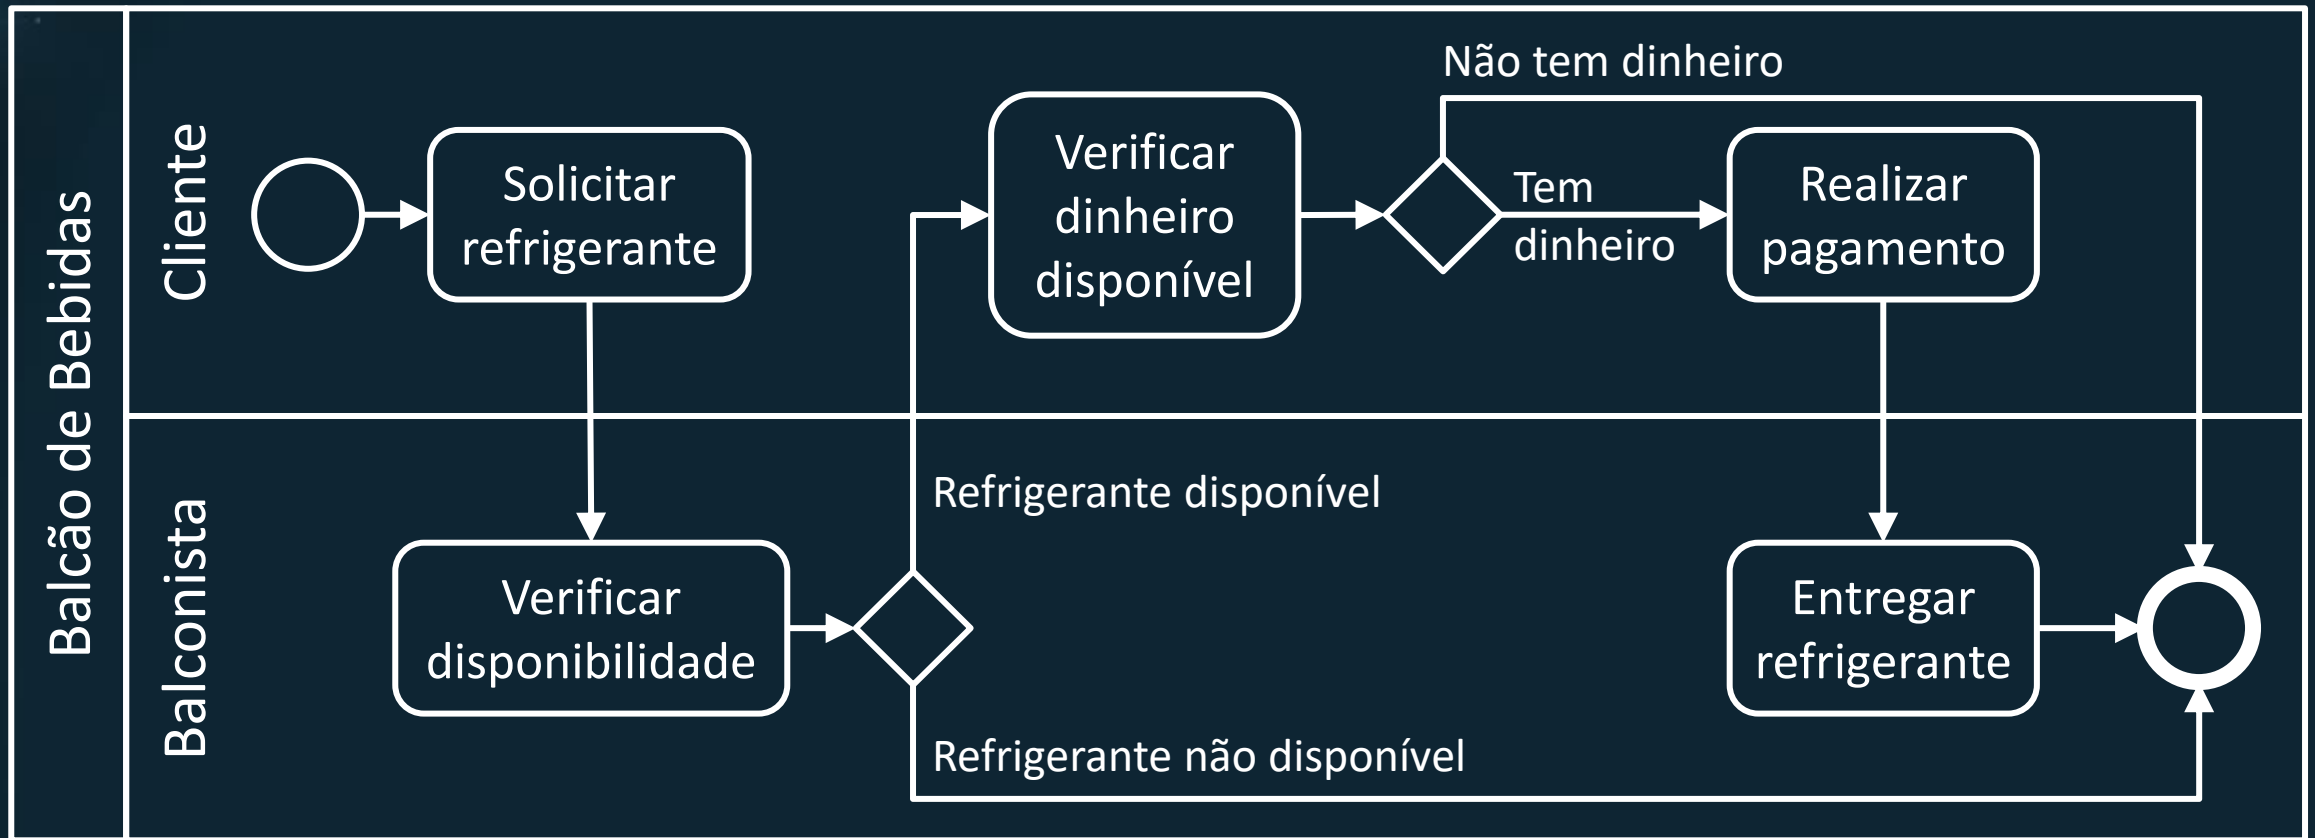 Balcão de Bebidas
Cliente
Solicitar
refrigerante
Verificar
dinheiro
disponível
Não tem dinheiro
Tem
dinheiro
Realizar
pagamento
Balconista
Verificar
disponibilidade
Refrigerante disponível
Refrigerante não disponível
Entregar
refrigerante